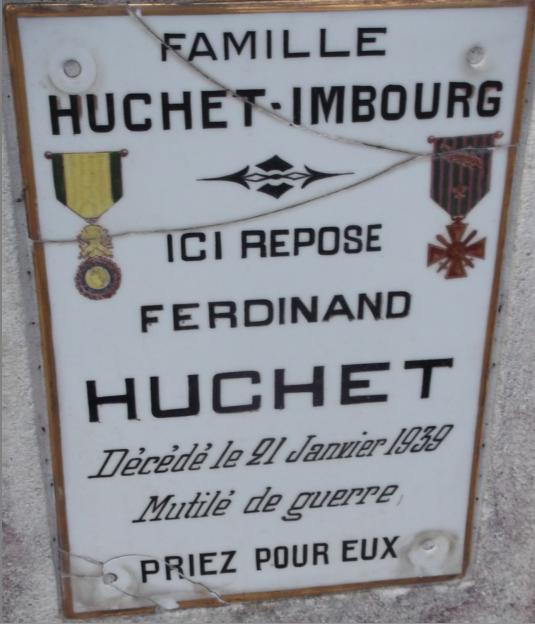 FAMILLE
HUCHET-IMBOURG
ICI REPOSE
FERDINAND
HUCHET
Décédé le 21 Janvier 1939
Mutilé de guerre
PRIEZ POUR EUX